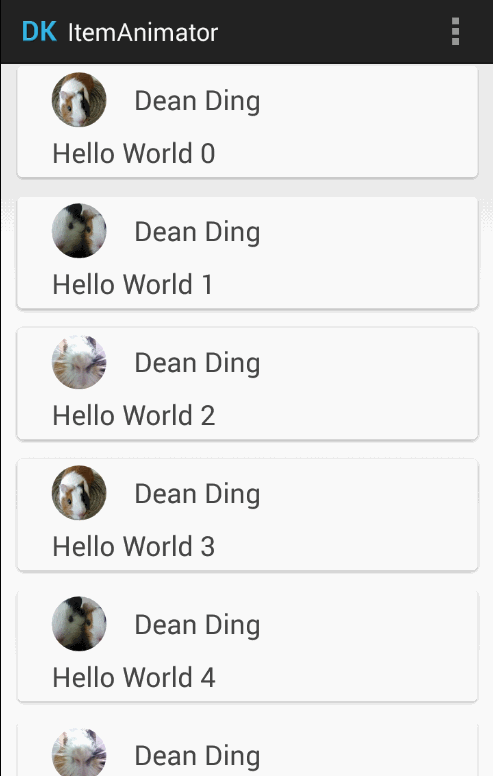 DK ItemAnimator
Dean Ding
Hello World 0
Dean Ding
Hello World 1
Dean Ding
Hello World 2
Dean Ding
Hello World 3
Dean Ding
Hello World 4
Dean Ding